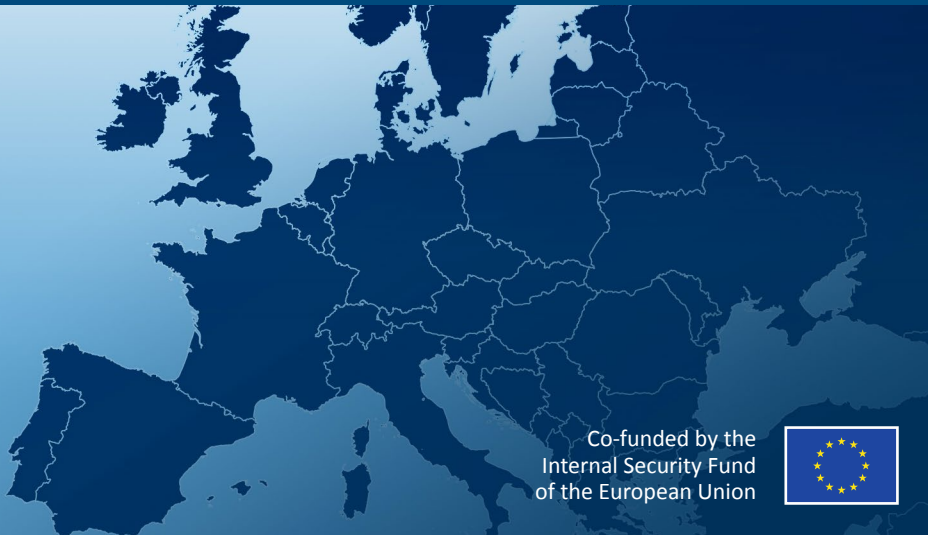 Co-funded by the
Internal Security Fund
of the European Union